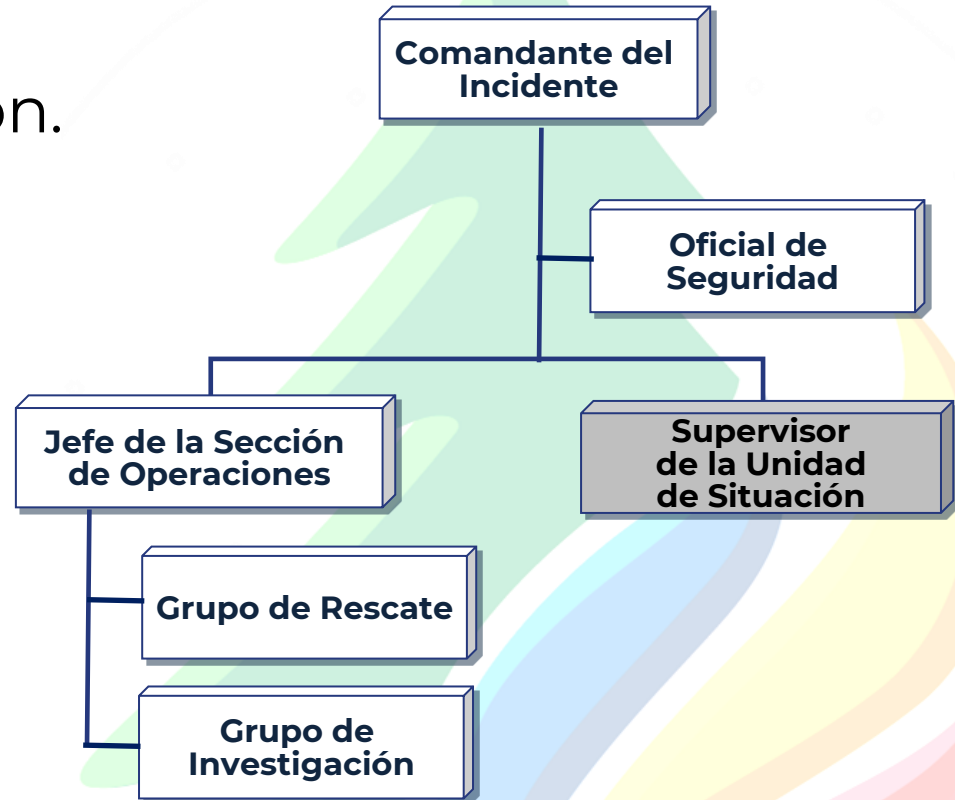 Comandante del
Incidente
Oficial de
Seguridad
Jefe de la Sección
de Operaciones
Supervisor
de la Unidad
de Situación
Grupo de Rescate
Grupo de
Investigación